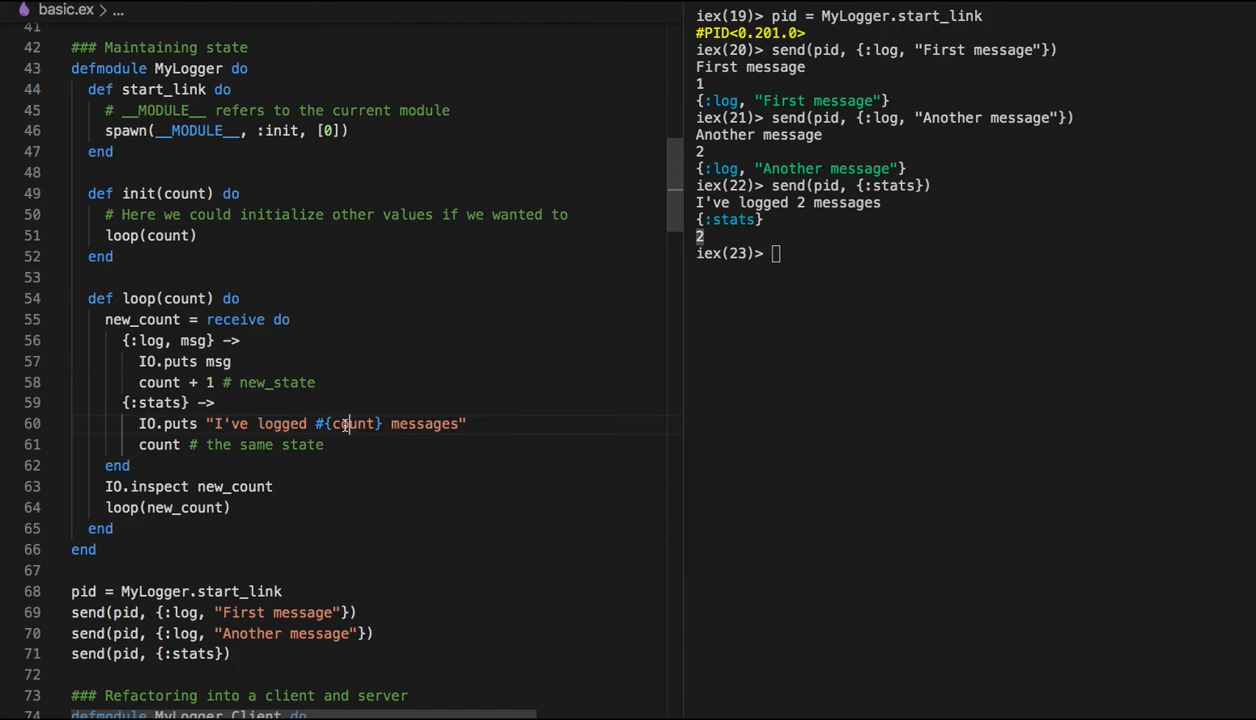 basic.ex > ...
41
42 ### Maintaining state
43 defmodule MyLogger do
44 def start_link do
45 # __MODULE__ refers to the current module
46 spawn(__MODULE__, :init, [0])
47 end
48
49 def init(count) do
50 # Here we could initialize other values if we wanted to
51 loop(count)
52 end
53
54 def loop(count) do
55 new_count = receive do
56 {:log, msg} ->
57 IO.puts msg
58 count + 1 # new_state
59 {:stats} ->
60 IO.puts "I've logged #{count} messages"
61 count # the same state
62 end
63 IO.inspect new_count
64 loop(new_count)
65 end
66 end
67
68 pid = MyLogger.start_link
69 send(pid, {:log, "First message"})
70 send(pid, {:log, "Another message"})
71 send(pid, {:stats})
72
73 ### Refactoring into a client and server
74 defmodule MyLogger.Client do
iex(19)> pid = MyLogger.start_link
#PID<0.201.0>
iex(20)> send(pid, {:log, "First message"})
First message
1
{:log, "First message"}
iex(21)> send(pid, {:log, "Another message"})
Another message
2
{:log, "Another message"}
iex(22)> send(pid, {:stats})
I've logged 2 messages
{:stats}
2
iex(23)>